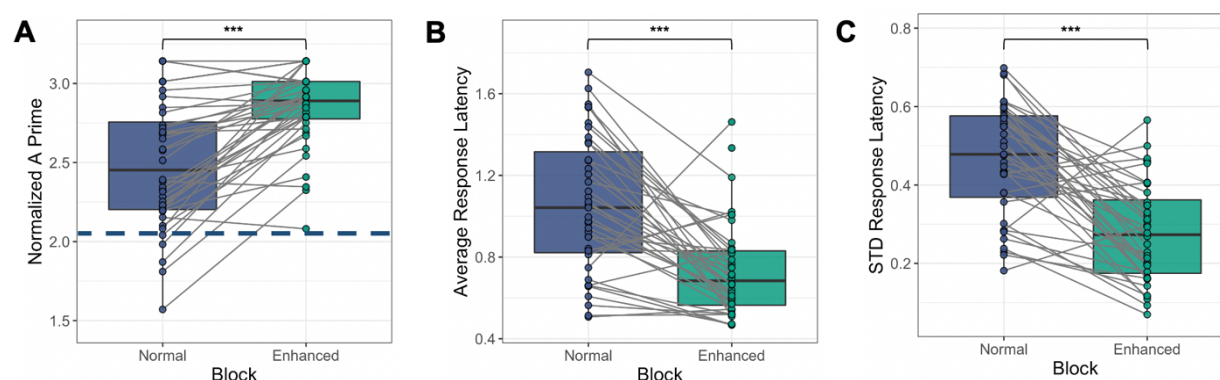 A
Normalized A Prime
3.0
2.5
2.0
1.5
***
Normal
Enhanced
Block
B
Average Response Latency
1.6
1.2
0.8
0.4
***
Normal
Enhanced
Block
C
STD Response Latency
0.8
0.6
0.4
0.2
***
Normal
Enhanced
Block